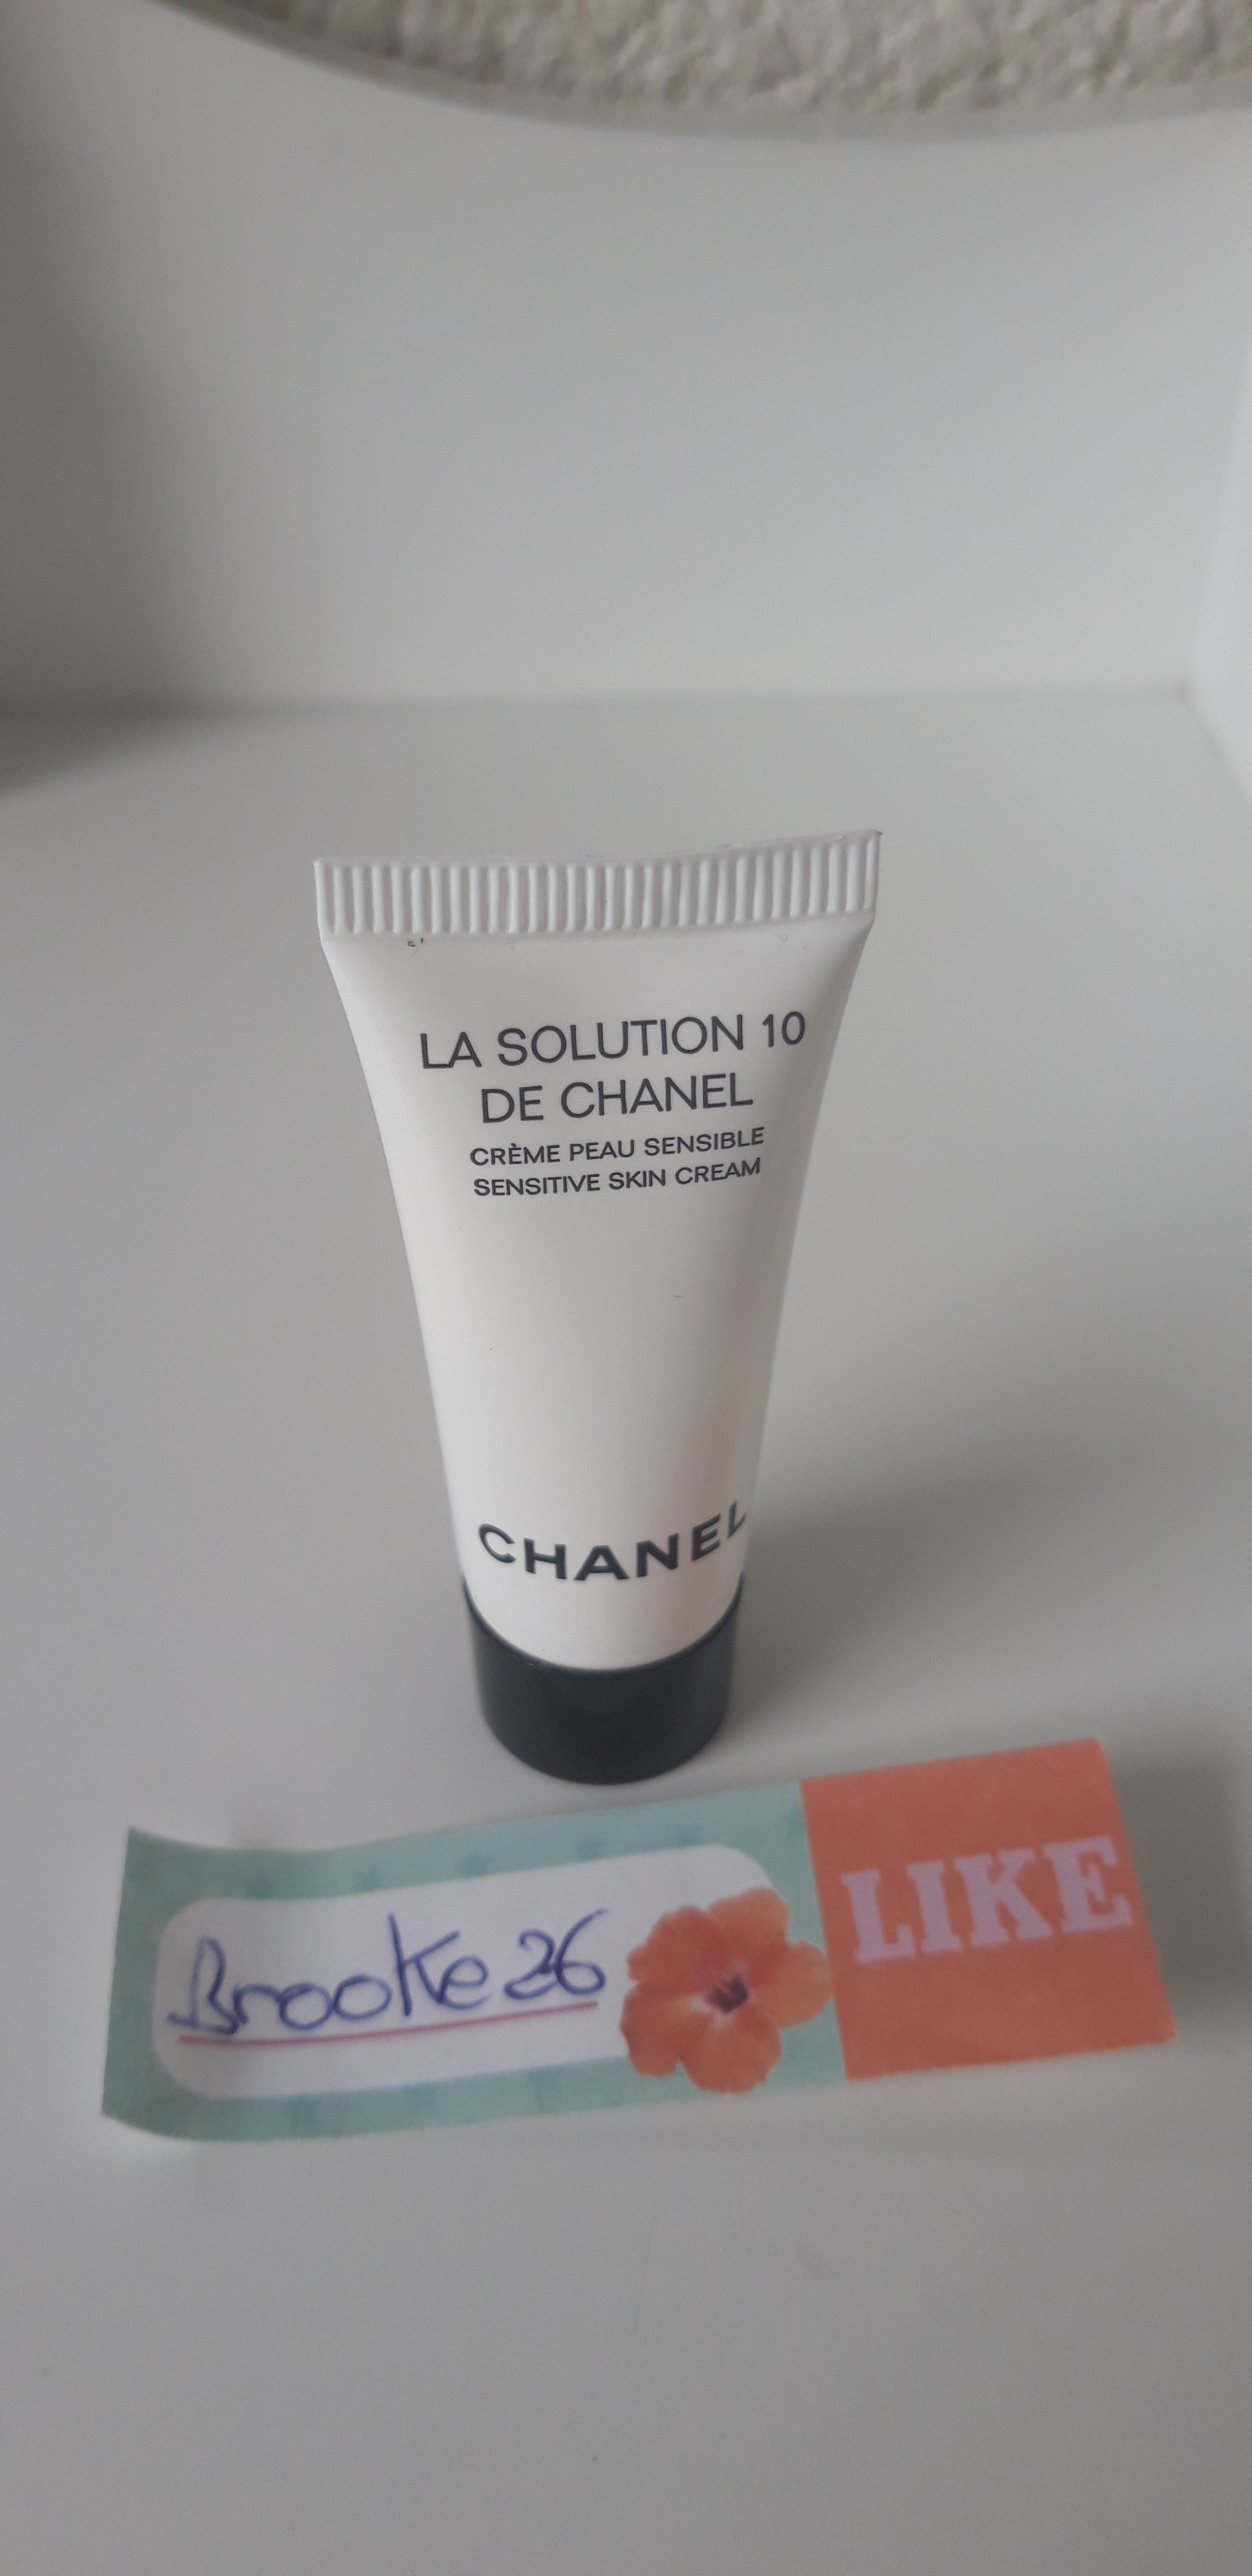 LA SOLUTION 10
DE CHANEL
CRÈME PEAU SENSIBLE
SENSITIVE SKIN CREAM
CHANEL
Brooke26
LIKE